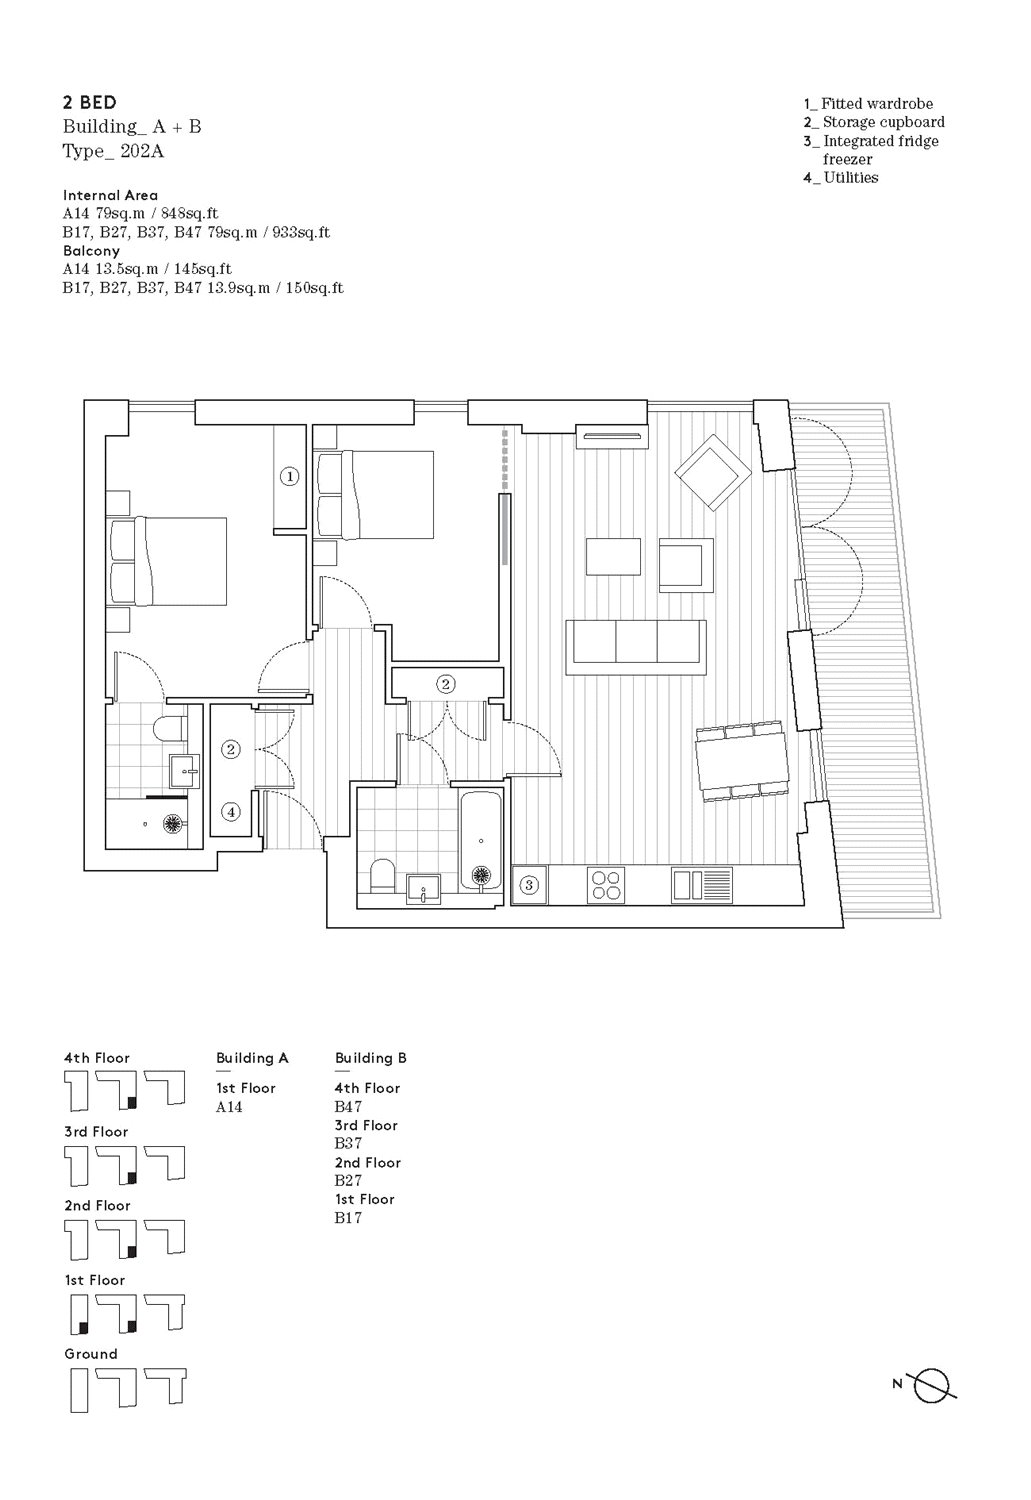 2 BED
Building_ A + B
Type_ 202A
Internal Area
A14 79sq.m / 848sq.ft
B17, B27, B37, B47 79sq.m / 933sq.ft
Balcony
A14 13.5sq.m / 145sq.ft
B17, B27, B37, B47 13.9sq.m / 150sq.ft
1_ Fitted wardrobe
2_ Storage cupboard
3_ Integrated fridge
freezer
4_ Utilities
1
2
2
4
3
4th Floor
3rd Floor
2nd Floor
1st Floor
Ground
Building A
1st Floor
A14
Building B
4th Floor
B47
3rd Floor
B37
2nd Floor
B27
1st Floor
B17
N